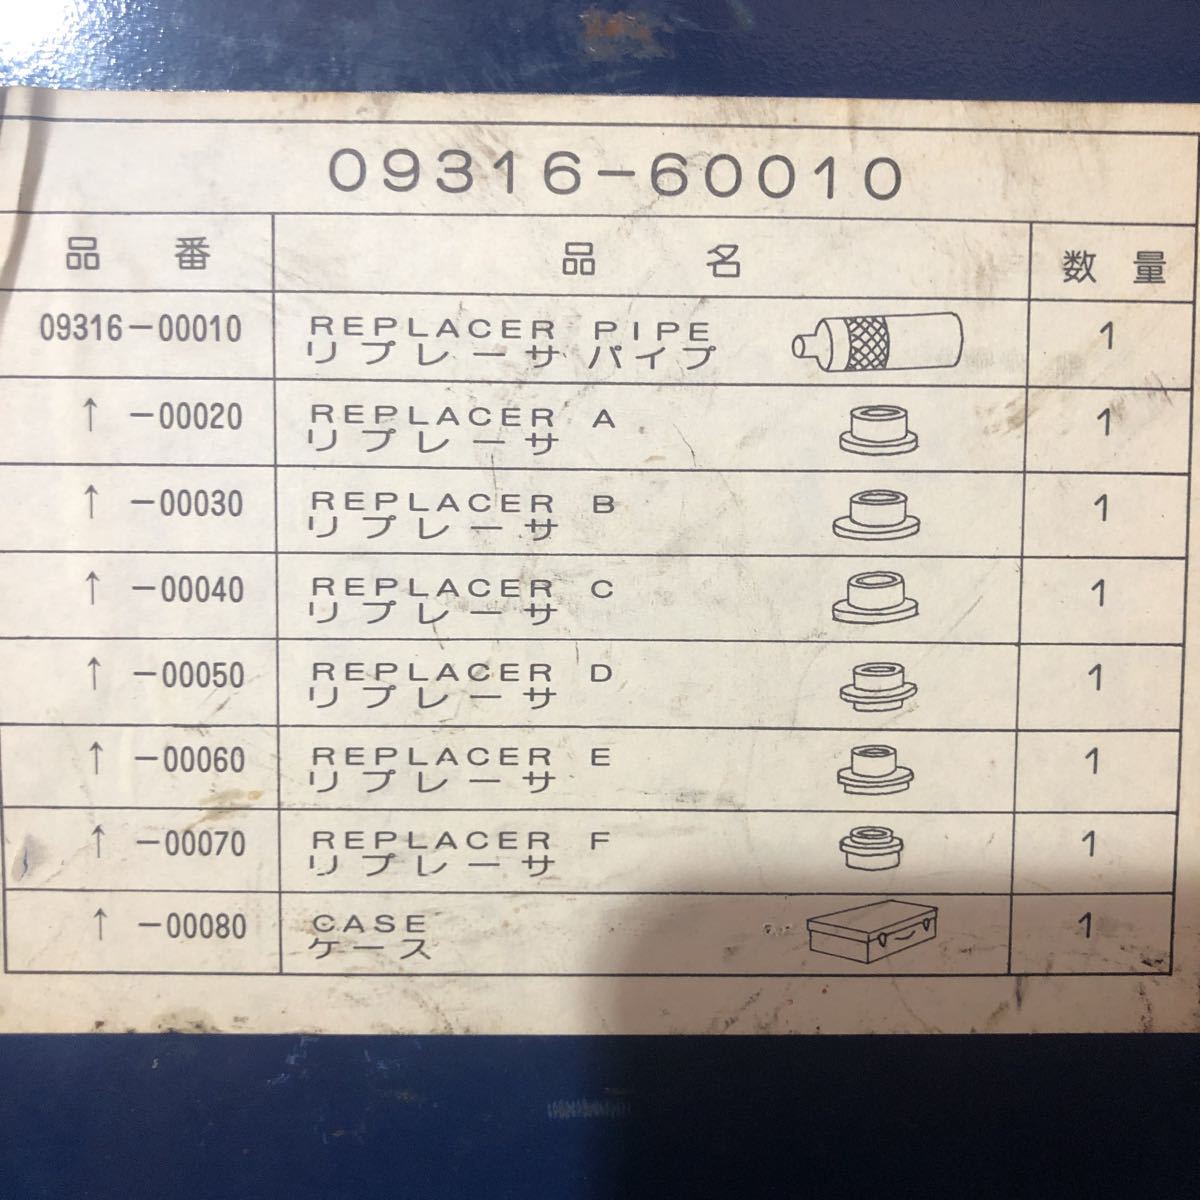 09316-60010
品 番 品 名 数 量
09316-00010 REPLACER PIPE 1
リプレーサ パイプ
↑ -00020 REPLACER A 1
リプレーサ
↑ -00030 REPLACER B 1
リプレーサ
↑ -00040 REPLACER C 1
リプレーサ
↑ -00050 REPLACER D 1
リプレーサ
↑ -00060 REPLACER E 1
リプレーサ
↑ -00070 REPLACER F 1
リプレーサ
↑ -00080 CASE 1
ケース